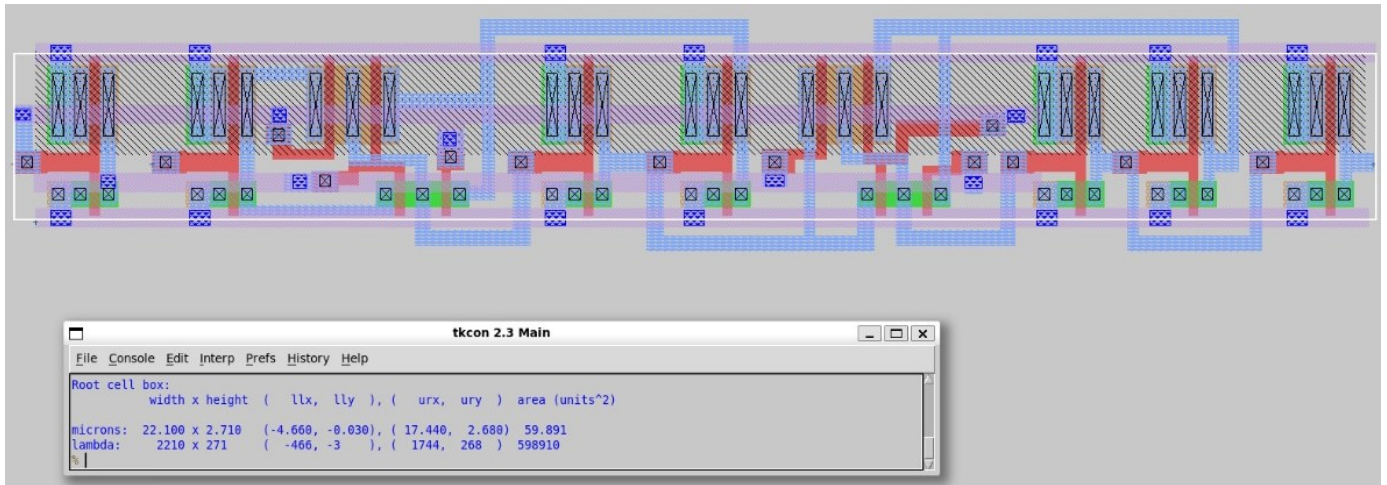 tkcon 2.3 Main
File Console Edit Interp Prefs History Help
Root cell box:
width x height ( llx, lly ), ( urx, ury ) area (units^2)
microns: 22.100 x 2.710 (-4.660, -0.030), ( 17.440, 2.680) 59.891
lambda: 2210 x 271 ( -466, -3 ), ( 1744, 268 ) 598910
%